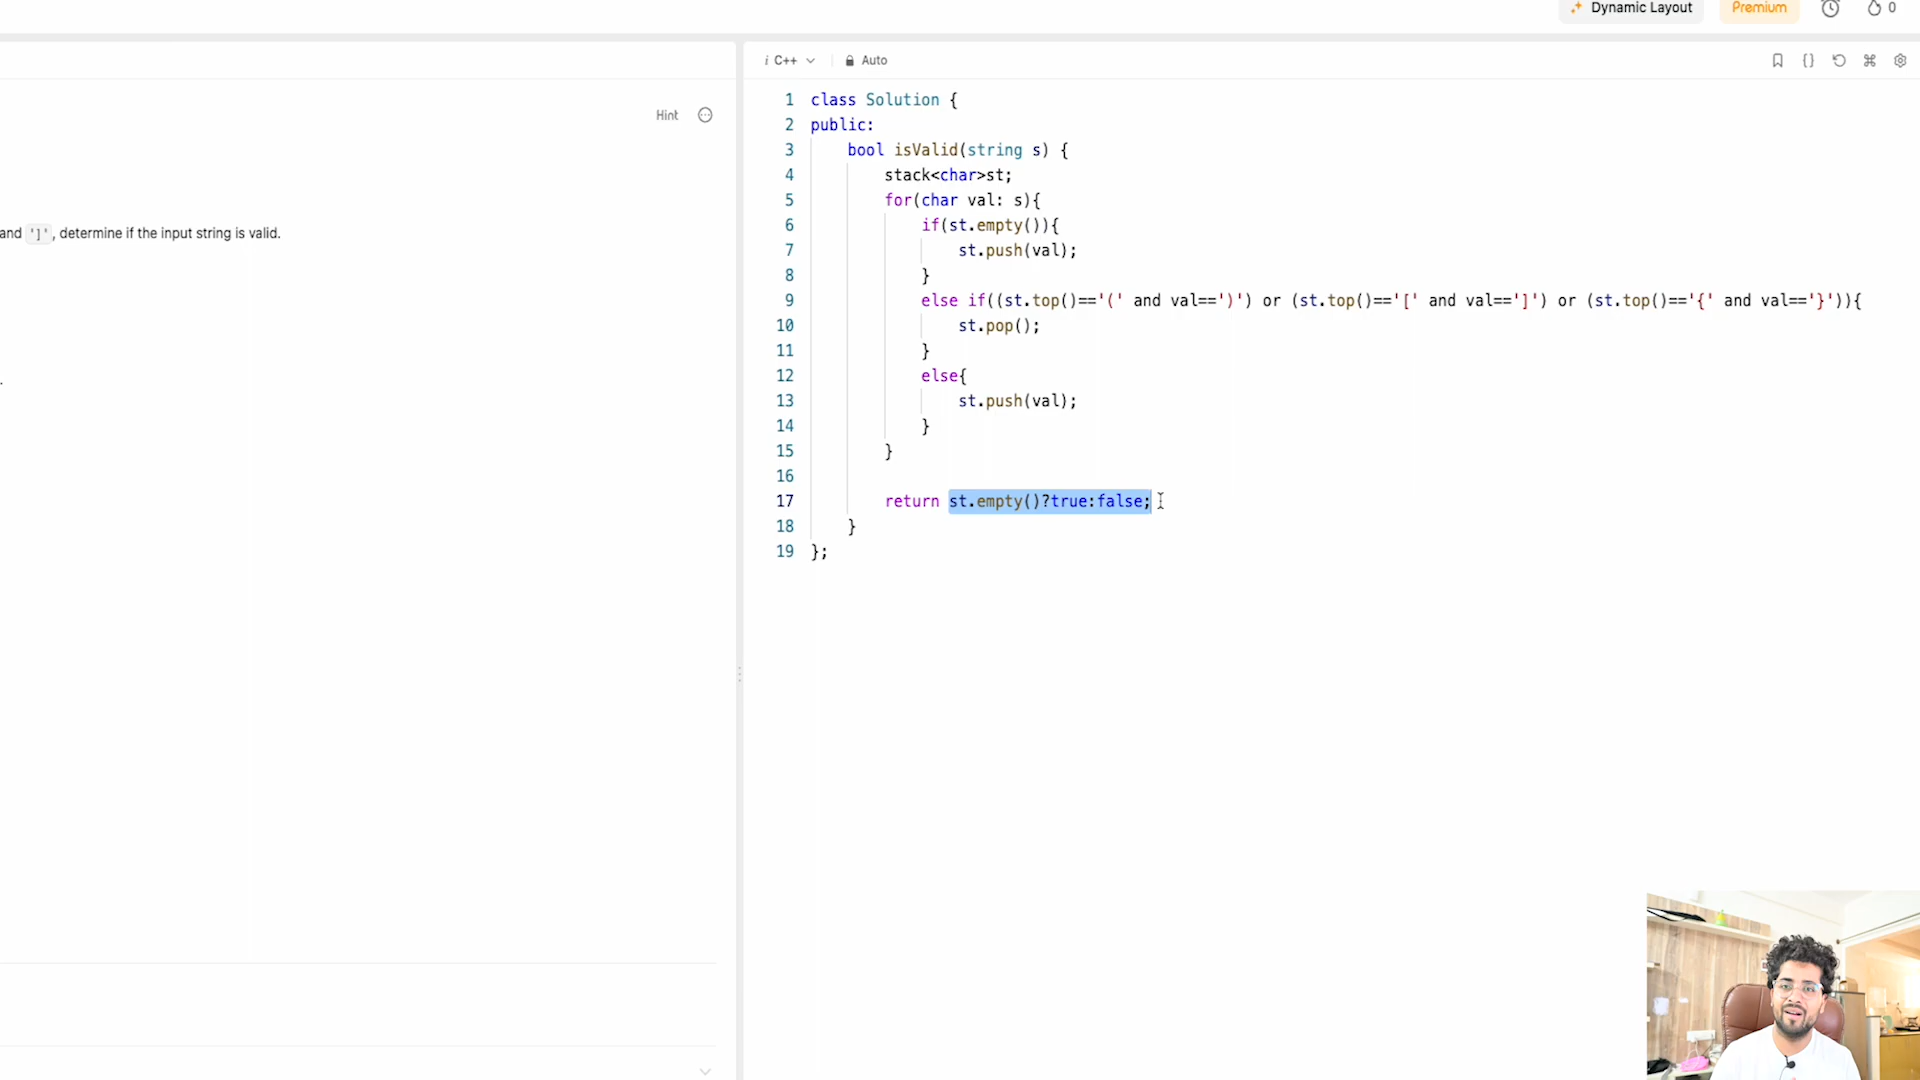 Dynamic Layout Premium 0
i C++ Auto
Hint
and ']', determine if the input string is valid.
.
1 class Solution {
2 public:
3 bool isValid(string s) {
4 stack<char>st;
5 for(char val: s){
6 if(st.empty()){
7 st.push(val);
8 }
9 else if((st.top()=='(' and val==')') or (st.top()=='[' and val==']') or (st.top()=='{' and val=='}')){
10 st.pop();
11 }
12 else{
13 st.push(val);
14 }
15 }
16
17 return st.empty()?true:false;
18 }
19 };